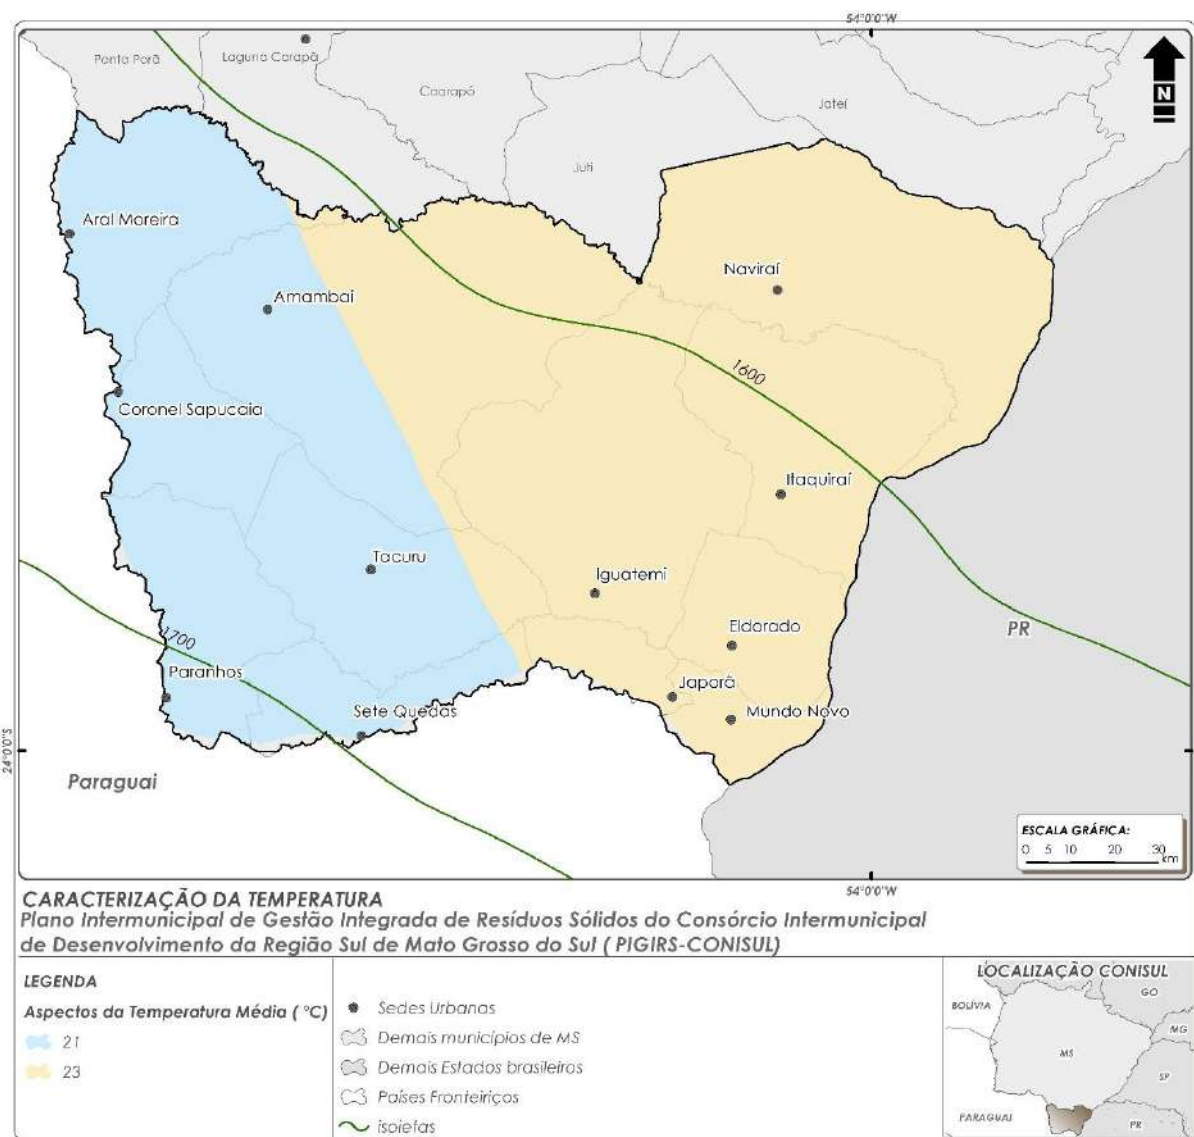 54°0'0"W
Ponta Porã
Laguna Carapã
Caarapó
Juti
Jateí
N
Aral Moreira
Amambai
Naviraí
Coronel Sapucaia
1600
Itaquiraí
Tacuru
Iguatemi
Eldorado
PR
1700
Paranhos
Japorã
Sete Quedas
Mundo Novo
24°0'0"S
Paraguai
ESCALA GRÁFICA:
0 5 10 20 30
km
54°0'0"W
CARACTERIZAÇÃO DA TEMPERATURA
Plano Intermunicipal de Gestão Integrada de Resíduos Sólidos do Consórcio Intermunicipal
de Desenvolvimento da Região Sul de Mato Grosso do Sul ( PIGIRS-CONISUL)
LEGENDA
Aspectos da Temperatura Média ( °C)
21
23
Sedes Urbanas
Demais municípios de MS
Demais Estados brasileiros
Países Fronteiriços
isoietas
LOCALIZAÇÃO CONISUL
BOLÍVIA
GO
MG
MS
SP
PARAGUAI
PR